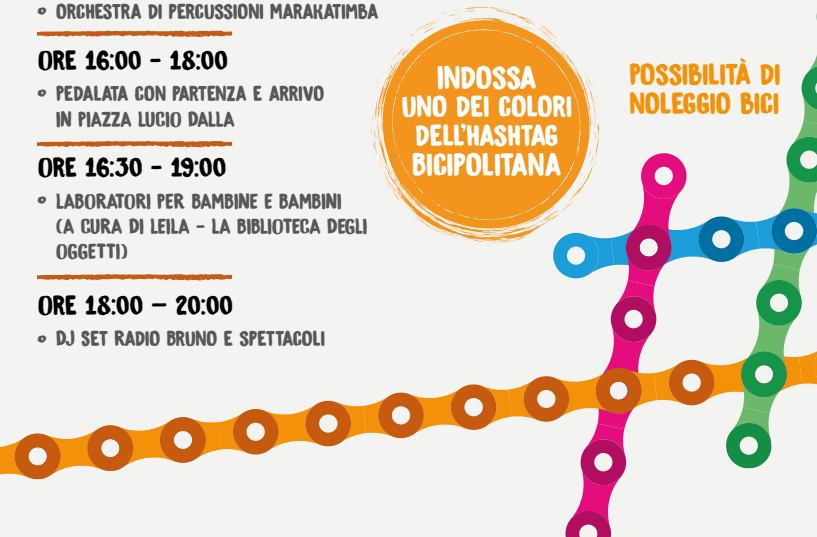 ORCHESTRA DI PERCUSSIONI MARAKATIMBA
ORE 16:00 – 18:00
PEDALATA CON PARTENZA E ARRIVO
IN PIAZZA LUCIO DALLA
ORE 16:30 – 19:00
LABORATORI PER BAMBINE E BAMBINI
(A CURA DI LEILA – LA BIBLIOTECA DEGLI
OGGETTI)
ORE 18:00 – 20:00
DJ SET RADIO BRUNO E SPETTACOLI
INDOSSA
UNO DEI COLORI
DELL'HASHTAG
BICIPOLITANA
POSSIBILITÀ DI
NOLEGGIO BICI